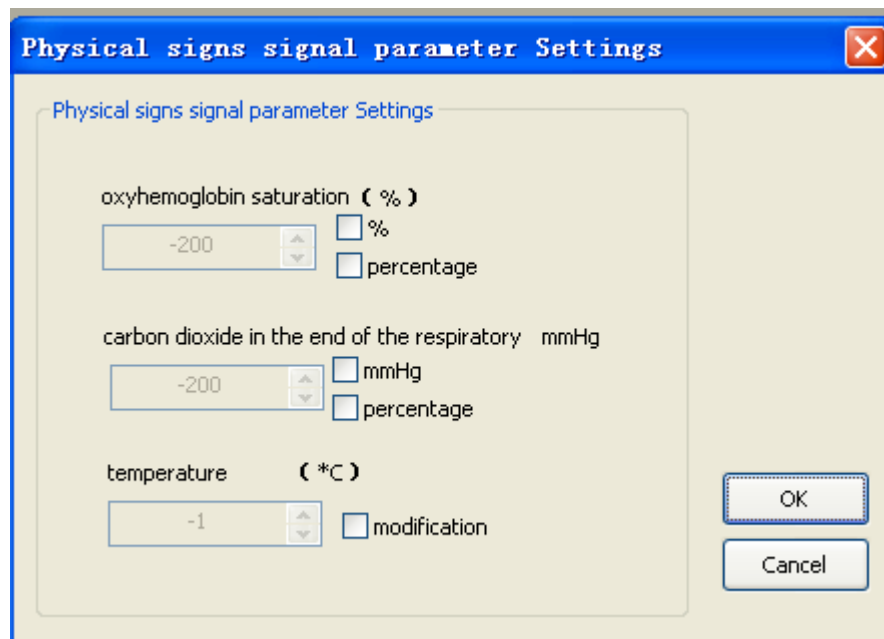 Physical signs signal parameter Settings
Physical signs signal parameter Settings
oxyhemoglobin saturation ( % )
-200
%
percentage
carbon dioxide in the end of the respiratory mmHg
-200
mmHg
percentage
temperature ( *C )
-1
modification
OK
Cancel